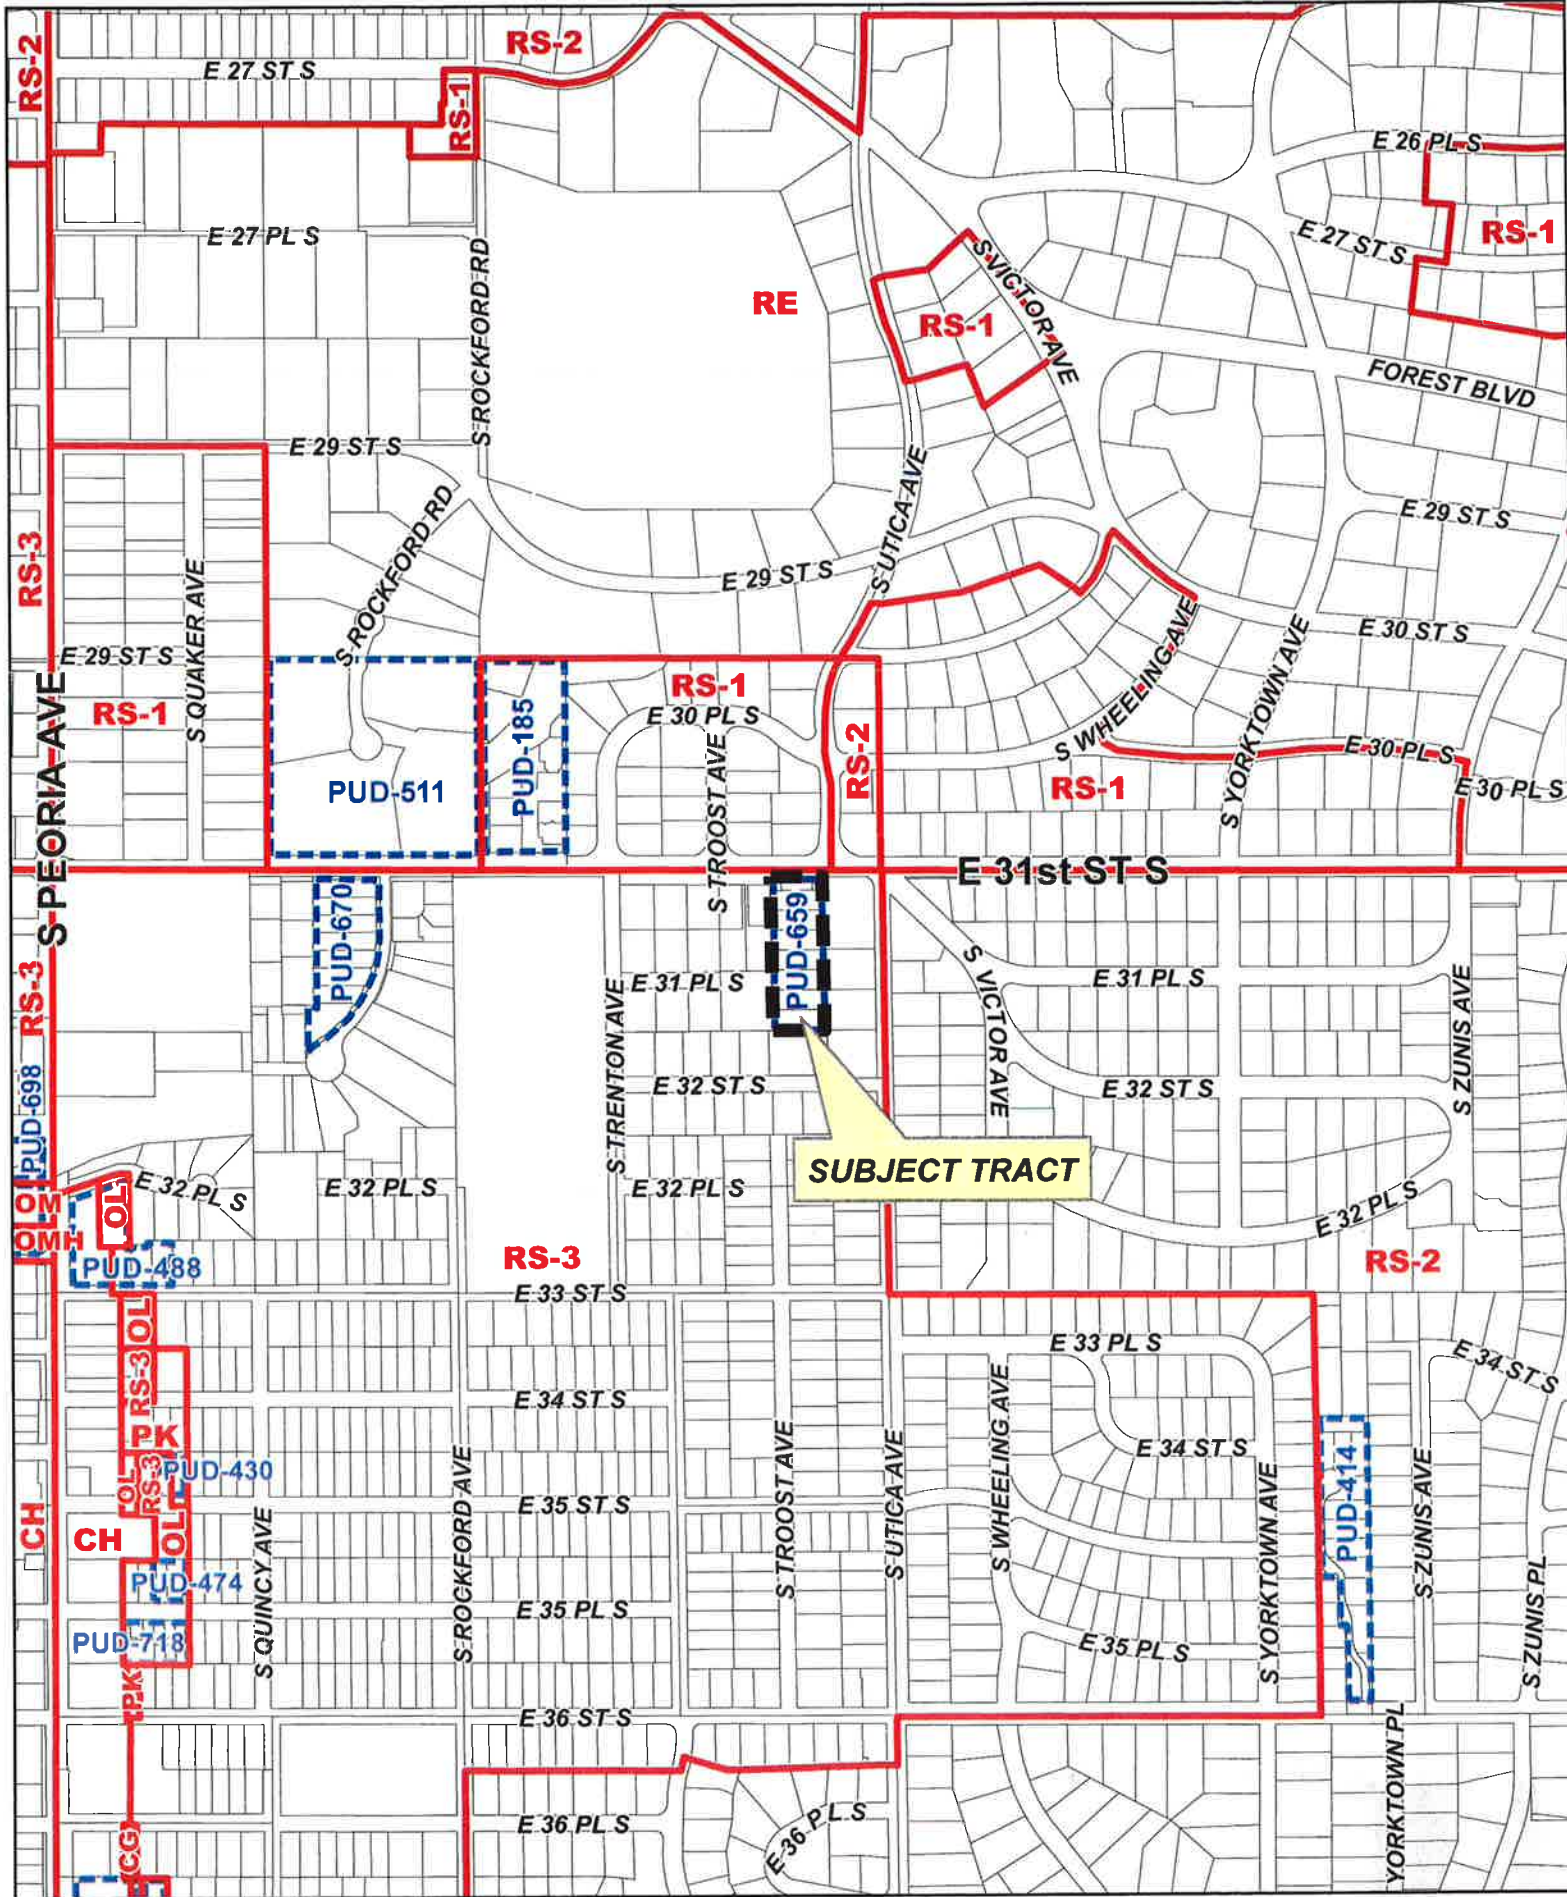 RS-2
E 27 ST S
RS-2
RS-1
E 26 PL S
E 27 ST S
RS-1
E 27 PL S
S ROCKFORD RD
RE
RS-1
S VICTOR AVE
FOREST BLVD
E 29 ST S
S ROCKFORD RD
S UTICA AVE
E 29 ST S
E 29 ST S
RS-3
S QUAKER AVE
E 29 ST S
RS-1
S PEORIA AVE
PUD-511
PUD-185
RS-1
E 30 PL S
S TROOST AVE
RS-2
S WHEELING AVE
E 30 ST S
S YORKTOWN AVE
E 30 PL S
E 30 PL S
RS-1
E 31st ST S
PUD-670
PUD-659
E 31 PL S
S TRENTON AVE
E 32 ST S
S VICTOR AVE
E 31 PL S
S ZUNIS AVE
E 32 ST S
RS-3
PUD-698
SUBJECT TRACT
OM
OMH
OL
E 32 PL S
E 32 PL S
E 32 PL S
E 32 PL S
PUD-488
RS-3
RS-2
E 33 ST S
OL
RS-3
PK
E 33 PL S
E 34 ST S
E 34 ST S
E 34 ST S
OL
RS-3
PUD-430
CH
CH
OL
PUD-474
PUD-718
PK
S QUINCY AVE
S ROCKFORD AVE
E 35 ST S
E 35 PL S
S TROOST AVE
S UTICA AVE
S WHEELING AVE
E 35 PL S
S YORKTOWN AVE
PUD-414
S ZUNIS AVE
S ZUNIS PL
E 36 ST S
YORKTOWN PL
CG
E 36 PL S
E 36 PL S